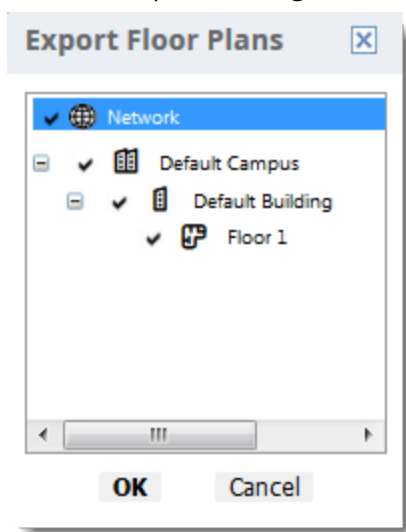 Export Floor Plans
Network
Default Campus
Default Building
Floor 1
OK Cancel